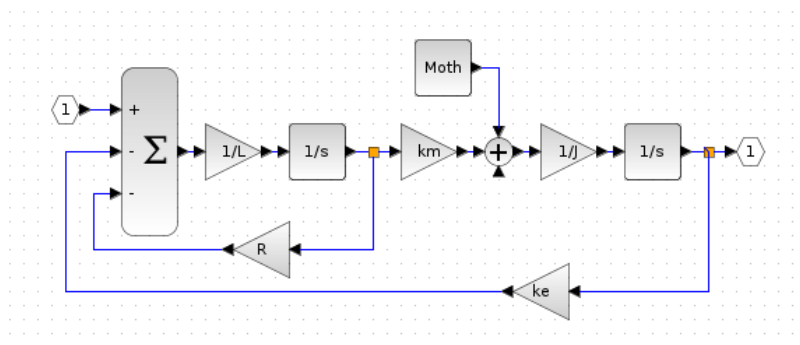 Moth
1
+
-
Σ
-
1/L
1/s
km
+
1/J
1/s
1
R
ke